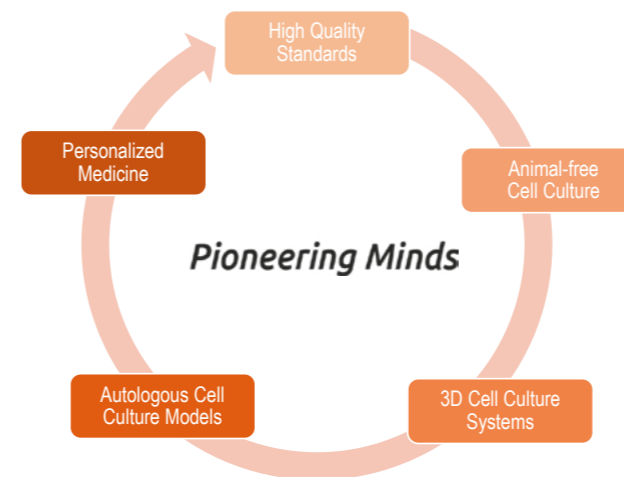 High Quality
Standards
Animal-free
Cell Culture
3D Cell Culture
Systems
Autologous Cell
Culture Models
Personalized
Medicine
Pioneering Minds